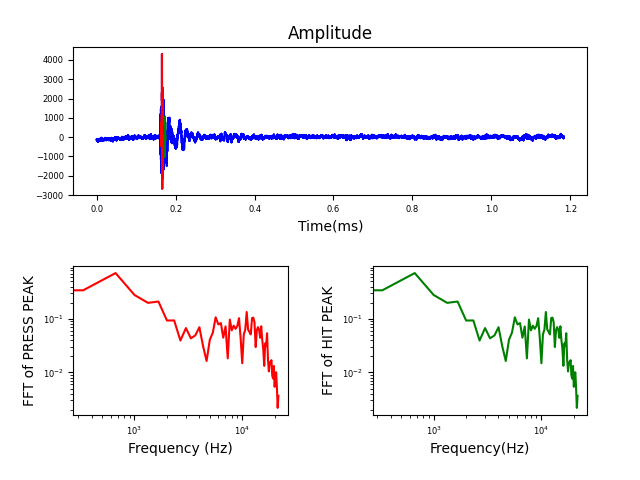 Amplitude
4000
3000
2000
1000
0
−1000
−2000
−3000
0.0 0.2 0.4 0.6 0.8 1.0 1.2
Time(ms)
FFT of PRESS PEAK
10⁻¹
10⁻²
10³ 10⁴
Frequency (Hz)
FFT of HIT PEAK
10⁻¹
10⁻²
10³ 10⁴
Frequency(Hz)